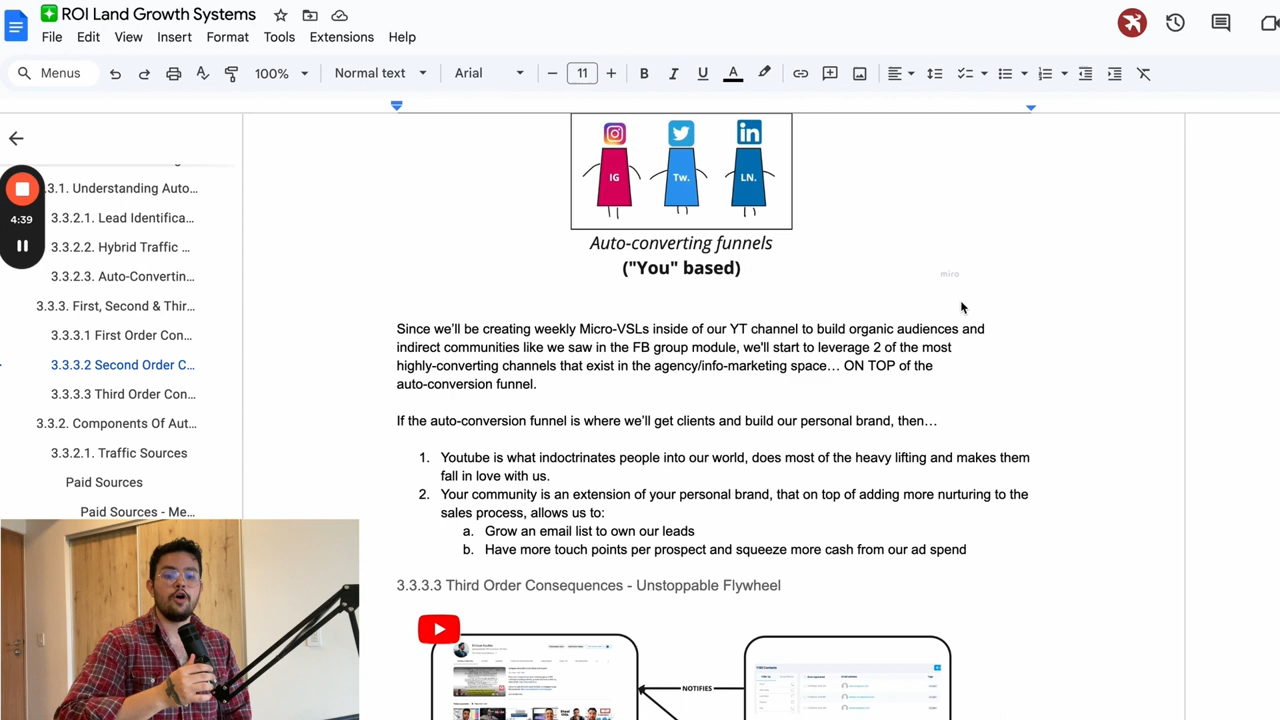 ROI Land Growth Systems
File Edit View Insert Format Tools Extensions Help
Menus 100% Normal text Arial 11 B I U A
4:39
3.1. Understanding Auto...
3.3.2.1. Lead Identifica...
3.3.2.2. Hybrid Traffic ...
3.3.2.3. Auto-Convertin...
3.3.3. First, Second & Thir...
3.3.3.1 First Order Con...
3.3.3.2 Second Order C...
3.3.3.3 Third Order Con...
3.3.2. Components Of Aut...
3.3.2.1. Traffic Sources
Paid Sources
Paid Sources - Me...
IG Tw. LN.
Auto-converting funnels
("You" based)
miro
Since we'll be creating weekly Micro-VSLs inside of our YT channel to build organic audiences and
indirect communities like we saw in the FB group module, we'll start to leverage 2 of the most
highly-converting channels that exist in the agency/info-marketing space… ON TOP of the
auto-conversion funnel.
If the auto-conversion funnel is where we'll get clients and build our personal brand, then…
1. Youtube is what indoctrinates people into our world, does most of the heavy lifting and makes them
fall in love with us.
2. Your community is an extension of your personal brand, that on top of adding more nurturing to the
sales process, allows us to:
a. Grow an email list to own our leads
b. Have more touch points per prospect and squeeze more cash from our ad spend
3.3.3.3 Third Order Consequences - Unstoppable Flywheel
NOTIFIES